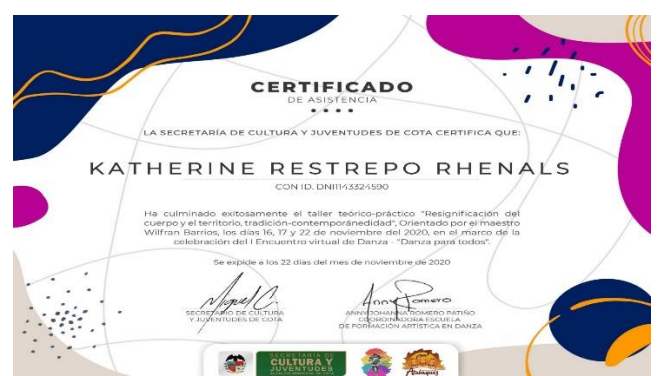 CERTIFICADO
DE ASISTENCIA
LA SECRETARÍA DE CULTURA Y JUVENTUDES DE COTA CERTIFICA QUE:
KATHERINE RESTREPO RHENALS
CON ID. DNI1143324590
Ha culminado exitosamente el taller teórico-práctico "Resignificación del
cuerpo y el territorio, tradición-contemporánedidad", Orientado por el maestro
Wilfran Barrios, los días 16, 17 y 22 de noviembre del 2020, en el marco de la
celebración del I Encuentro virtual de Danza - "Danza para todos".
Se expide a los 22 días del mes de noviembre de 2020
SECRETARIO DE CULTURA
Y JUVENTUDES DE COTA
ANNY JOHANNA ROMERO PATIÑO
COORDINADORA ESCUELA
DE FORMACIÓN ARTÍSTICA EN DANZA
SECRETARÍA DE
CULTURA Y
JUVENTUDES